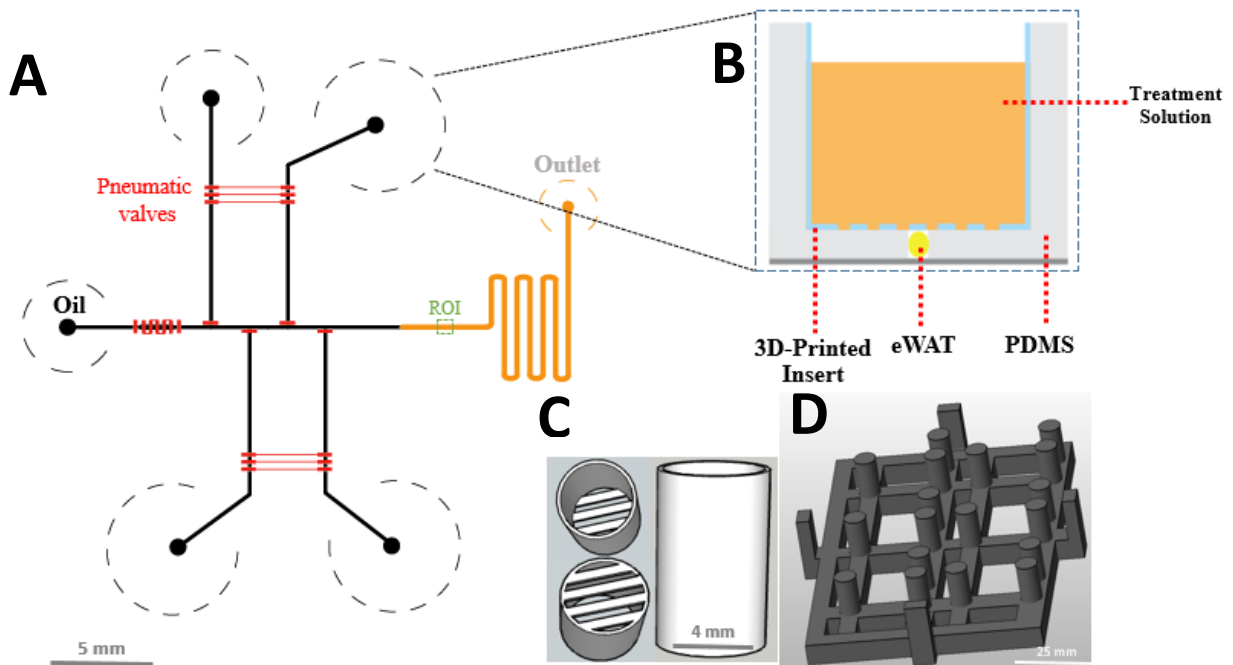 A
B
Treatment
Solution
Outlet
Pneumatic
valves
Oil
ROI
3D-Printed
Insert
eWAT
PDMS
C
D
4 mm
5 mm
25 mm